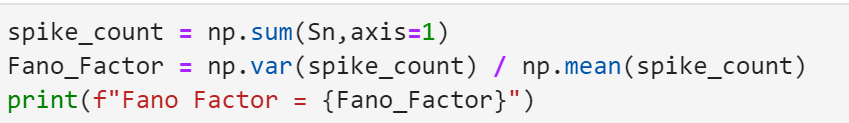 spike_count = np.sum(Sn,axis=1)
Fano_Factor = np.var(spike_count) / np.mean(spike_count)
print(f"Fano Factor = {Fano_Factor}")